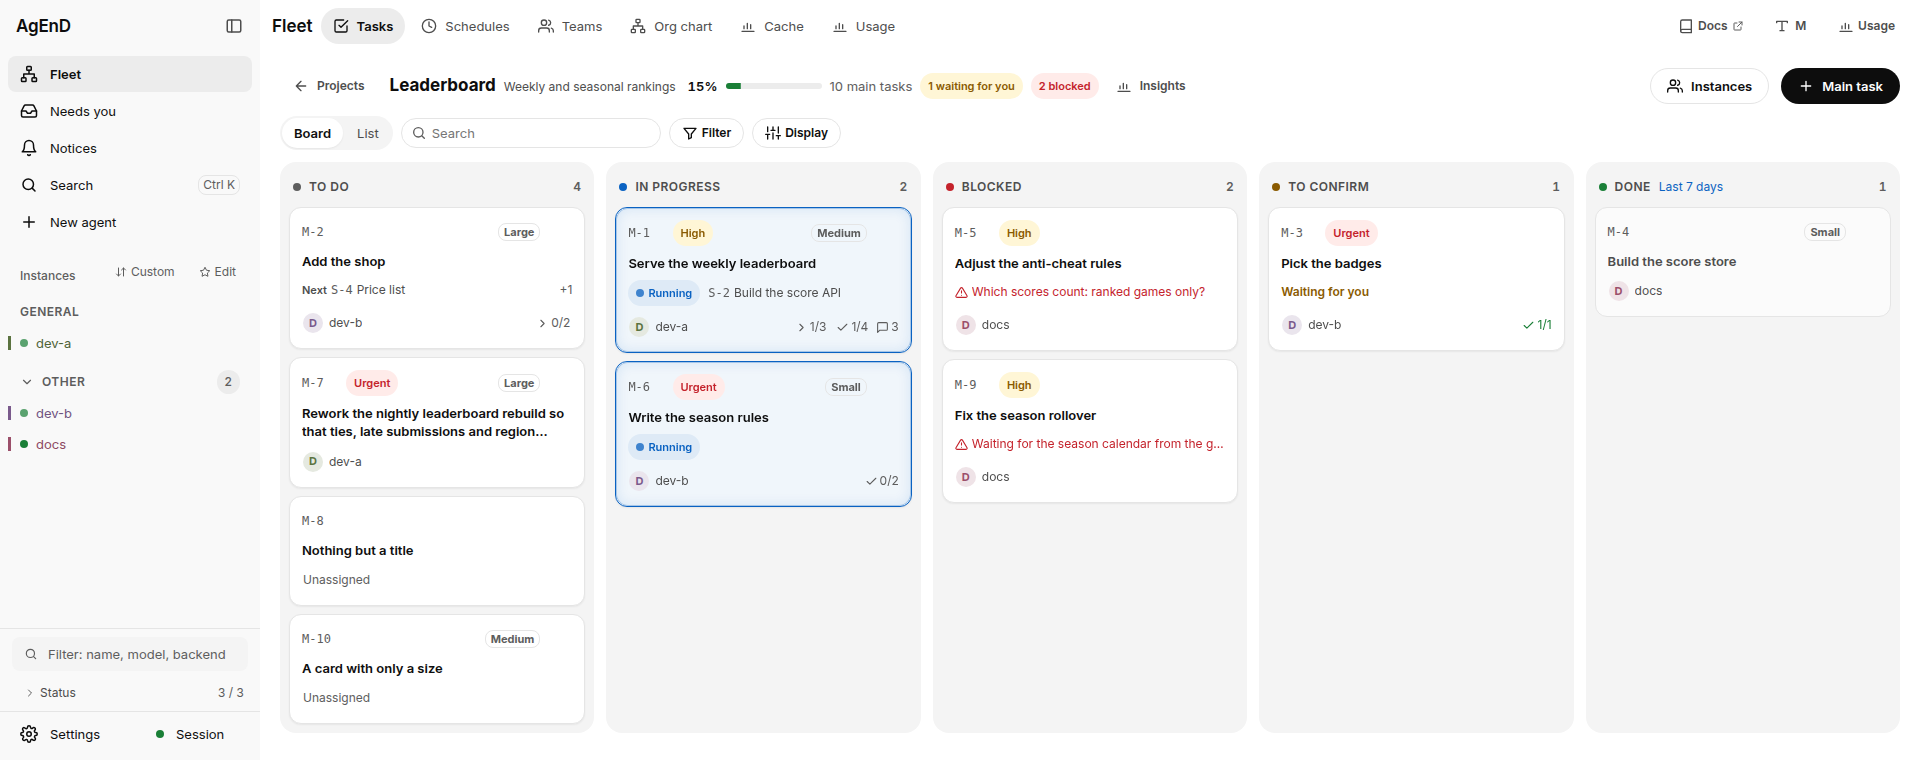 AgEnD
Fleet
Needs you
Notices
Search Ctrl K
New agent
Instances Custom Edit
GENERAL
dev-a
OTHER 2
dev-b
docs
Filter: name, model, backend
Status 3 / 3
Settings Session
Fleet Tasks Schedules Teams Org chart Cache Usage Docs M Usage
Projects Leaderboard Weekly and seasonal rankings 15% 10 main tasks 1 waiting for you 2 blocked Insights Instances Main task
Board List Search Filter Display
TO DO 4
M-2 Large
Add the shop
Next S-4 Price list +1
D dev-b 0/2
M-7 Urgent Large
Rework the nightly leaderboard rebuild so
that ties, late submissions and region...
D dev-a
M-8
Nothing but a title
Unassigned
M-10 Medium
A card with only a size
Unassigned
IN PROGRESS 2
M-1 High Medium
Serve the weekly leaderboard
Running S-2 Build the score API
D dev-a 1/3 1/4 3
M-6 Urgent Small
Write the season rules
Running
D dev-b 0/2
BLOCKED 2
M-5 High
Adjust the anti-cheat rules
Which scores count: ranked games only?
D docs
M-9 High
Fix the season rollover
Waiting for the season calendar from the g...
D docs
TO CONFIRM 1
M-3 Urgent
Pick the badges
Waiting for you
D dev-b 1/1
DONE Last 7 days 1
M-4 Small
Build the score store
D docs